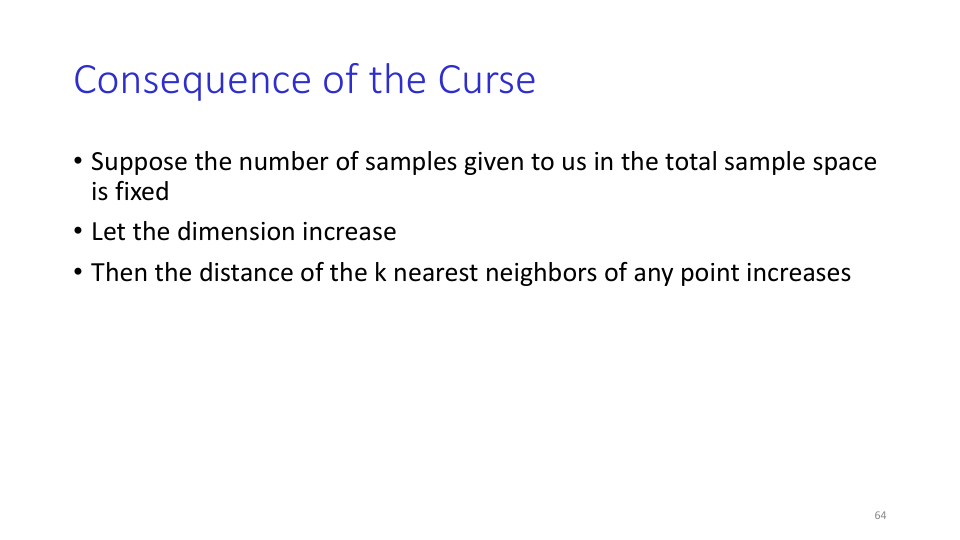 Consequence of the Curse
• Suppose the number of samples given to us in the total sample space
is fixed
• Let the dimension increase
• Then the distance of the k nearest neighbors of any point increases
64